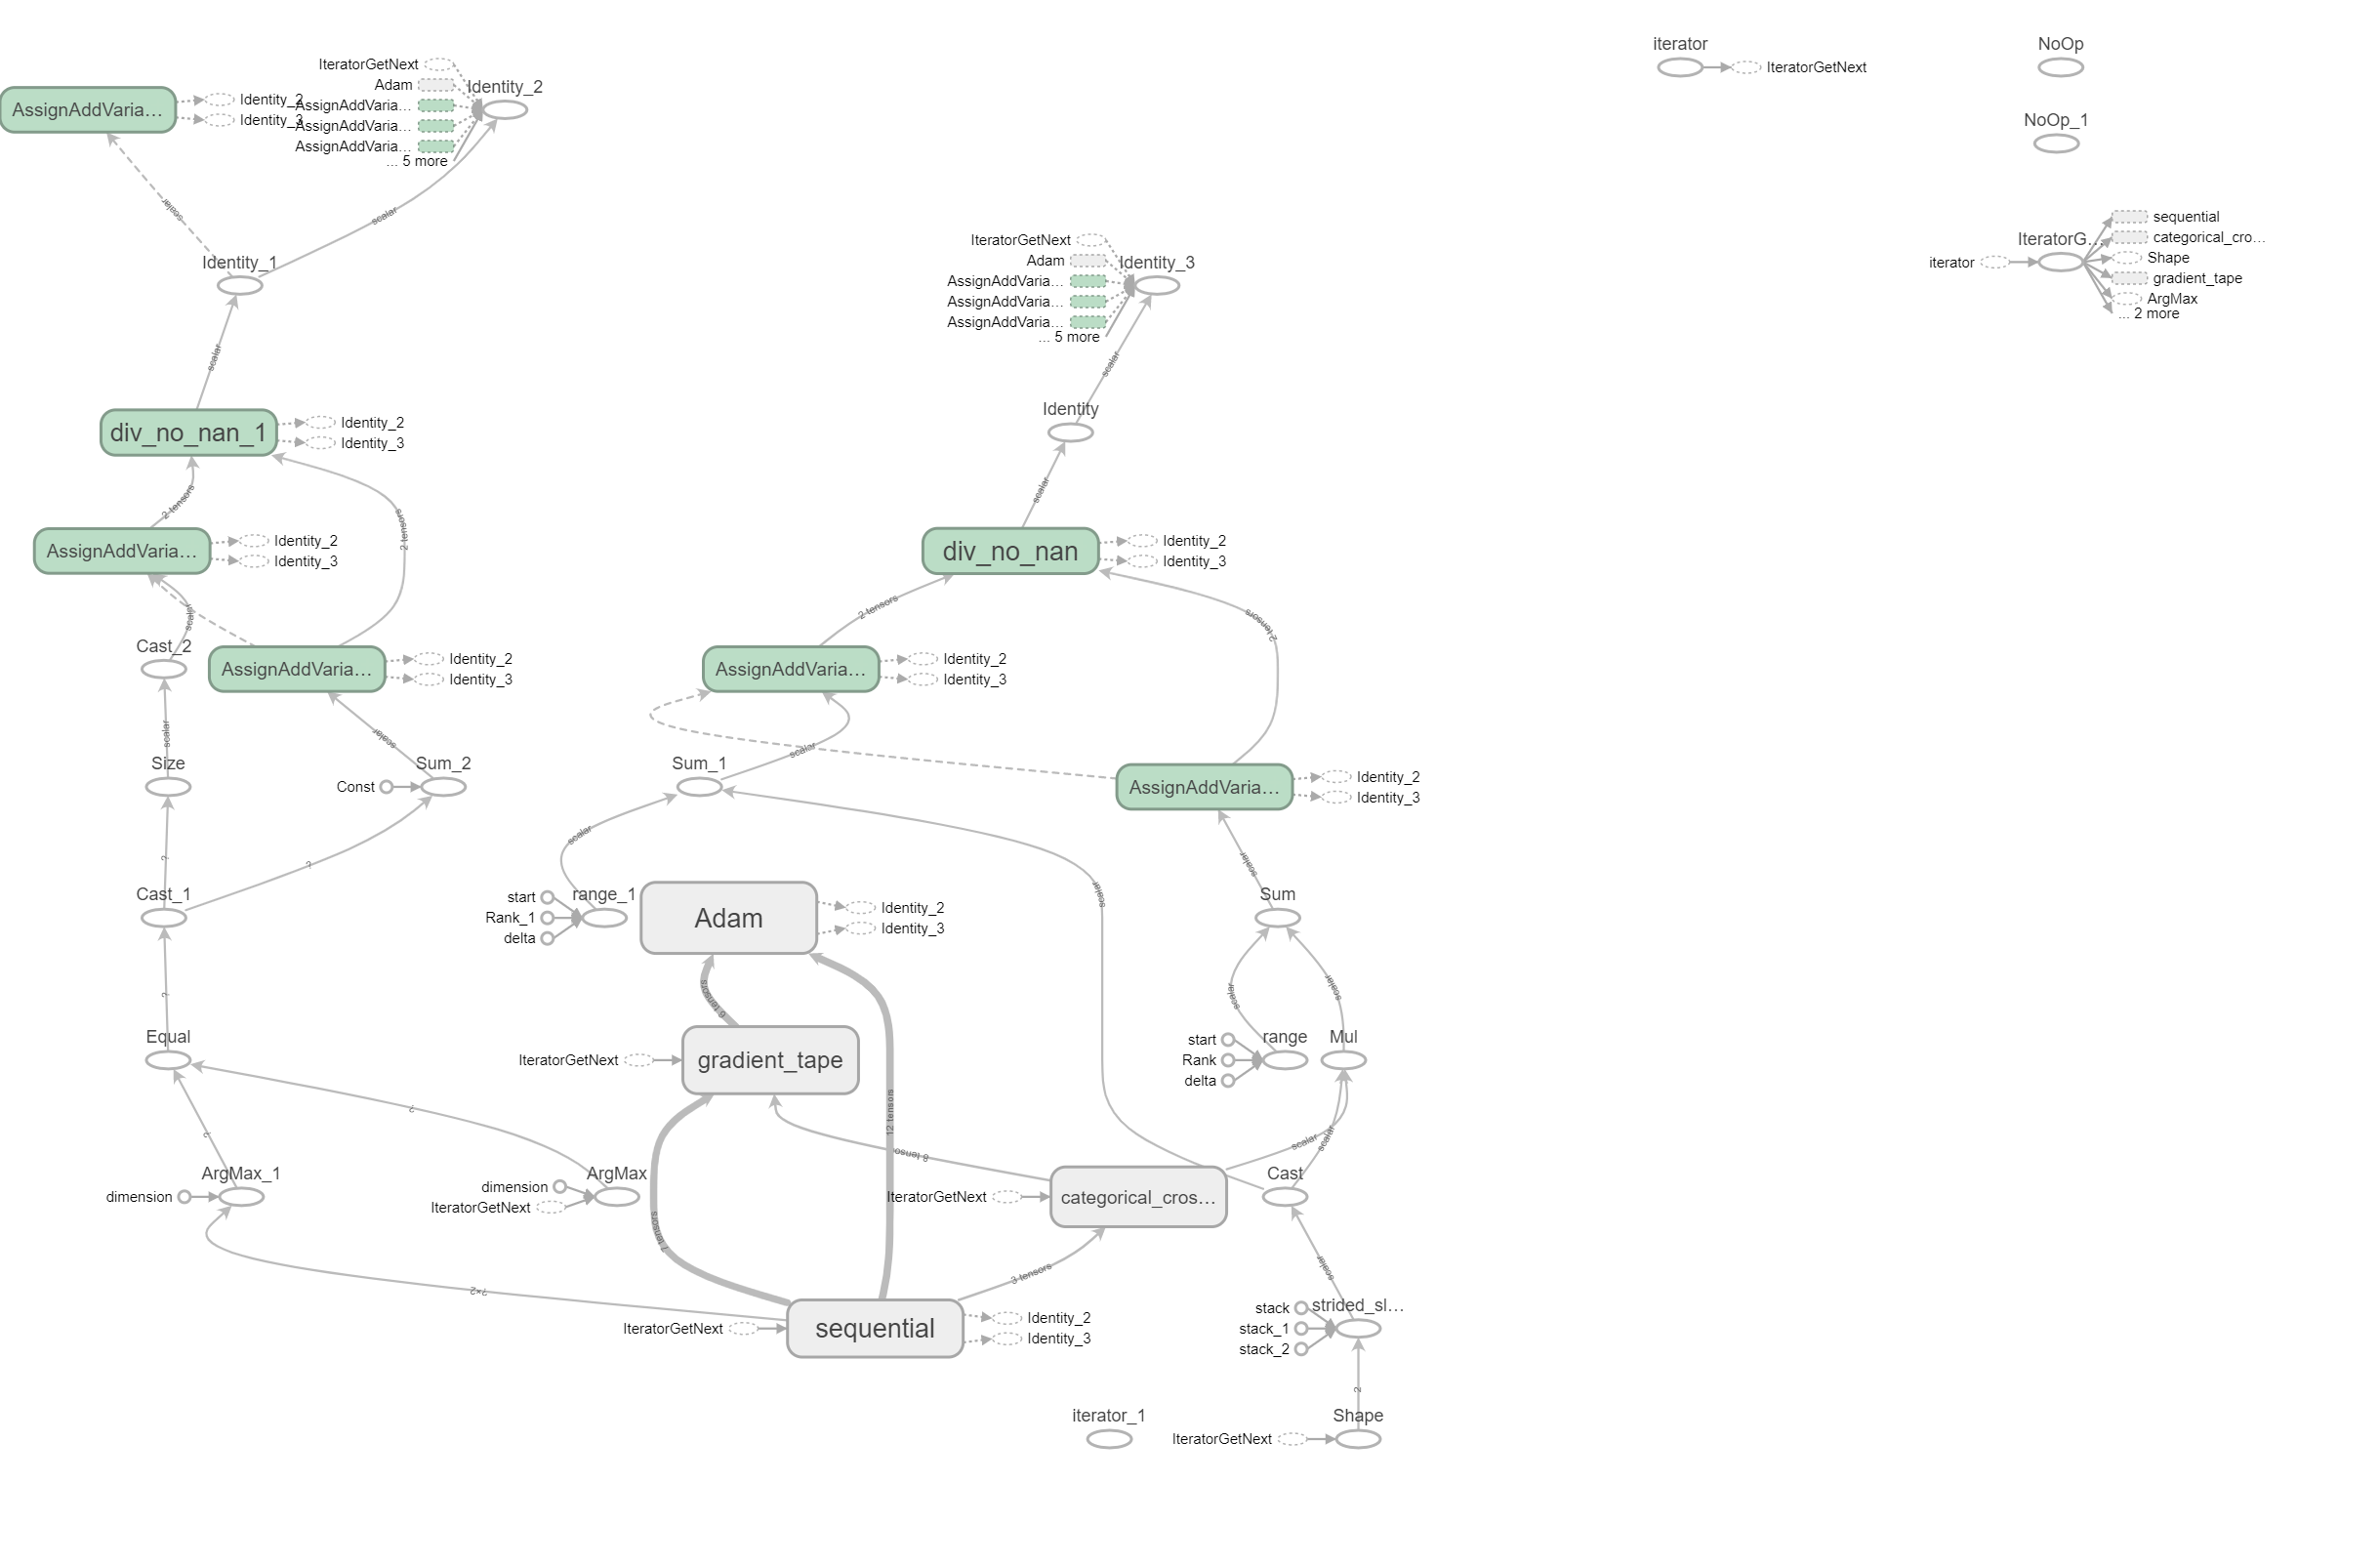 iterator
IteratorGetNext
NoOp
NoOp_1
IteratorG…
iterator
sequential
categorical_cro…
Shape
gradient_tape
ArgMax
... 2 more
AssignAddVaria…
Identity_2
Identity_3
IteratorGetNext
Adam
AssignAddVaria…
AssignAddVaria…
AssignAddVaria…
... 5 more
Identity_2
scalar
scalar
Identity_1
scalar
div_no_nan_1
Identity_2
Identity_3
2 tensors
2 tensors
AssignAddVaria…
Identity_2
Identity_3
scalar
Cast_2
AssignAddVaria…
Identity_2
Identity_3
scalar
scalar
Size
Const
Sum_2
?
?
Cast_1
?
Equal
?
?
ArgMax_1
dimension
ArgMax
dimension
IteratorGetNext
?×2
IteratorGetNext
Adam
AssignAddVaria…
AssignAddVaria…
AssignAddVaria…
... 5 more
Identity_3
scalar
Identity
scalar
div_no_nan
Identity_2
Identity_3
2 tensors
2 tensors
AssignAddVaria…
Identity_2
Identity_3
scalar
Sum_1
AssignAddVaria…
Identity_2
Identity_3
scalar
scalar
scalar
start
Rank_1
delta
range_1
Adam
Identity_2
Identity_3
Sum
6 tensors
scalar
scalar
IteratorGetNext
gradient_tape
start
Rank
delta
range
Mul
12 tensors
3 tensors
scalar
scalar
IteratorGetNext
categorical_cros…
Cast
7 tensors
3 tensors
scalar
IteratorGetNext
sequential
Identity_2
Identity_3
stack
stack_1
stack_2
strided_sl…
2
iterator_1
IteratorGetNext
Shape